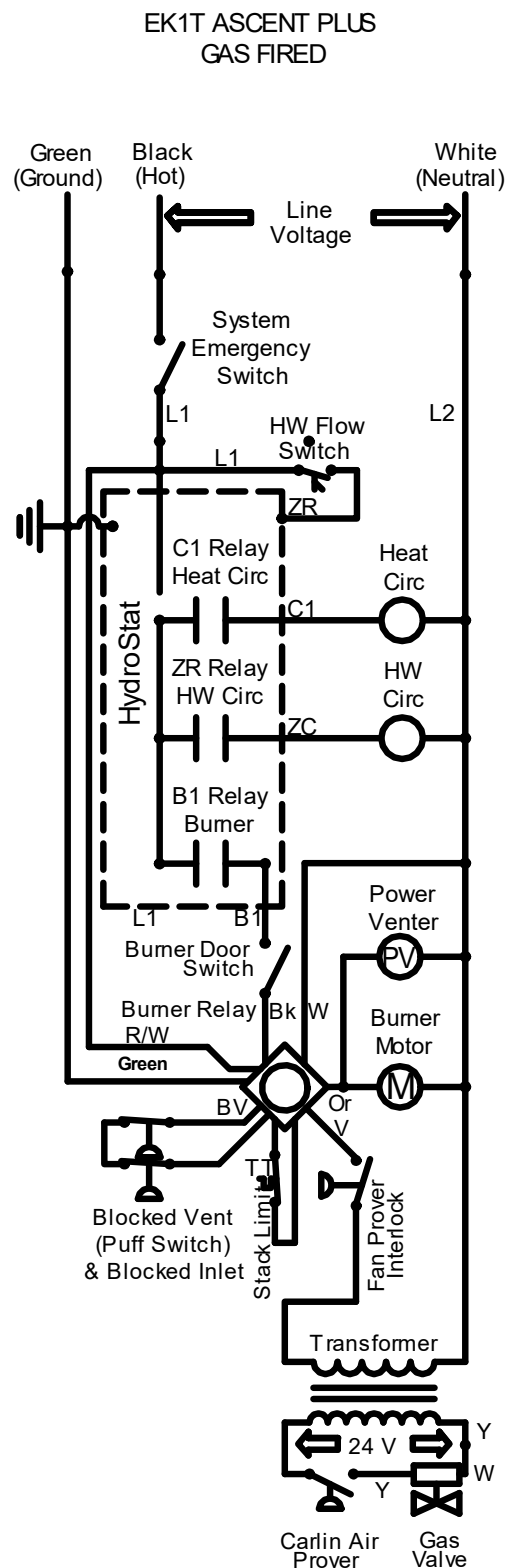 EK1T ASCENT PLUS
GAS FIRED
Green
(Ground)
Black
(Hot)
White
(Neutral)
Line
Voltage
System
Emergency
Switch
L1
L2
HW Flow
Switch
L1
ZR
C1 Relay
Heat Circ
Heat
Circ
C1
HydroStat
ZR Relay
HW Circ
HW
Circ
ZC
B1 Relay
Burner
L1
B1
Power
Venter
PV
Burner Door
Switch
Burner Relay
Bk
W
R/W
Burner
Motor
M
Green
BV
Or
V
TT
Stack Limit
Fan Prover
Interlock
Blocked Vent
(Puff Switch)
& Blocked Inlet
Transformer
24 V
Y
Y
W
Carlin Air
Prover
Gas
Valve